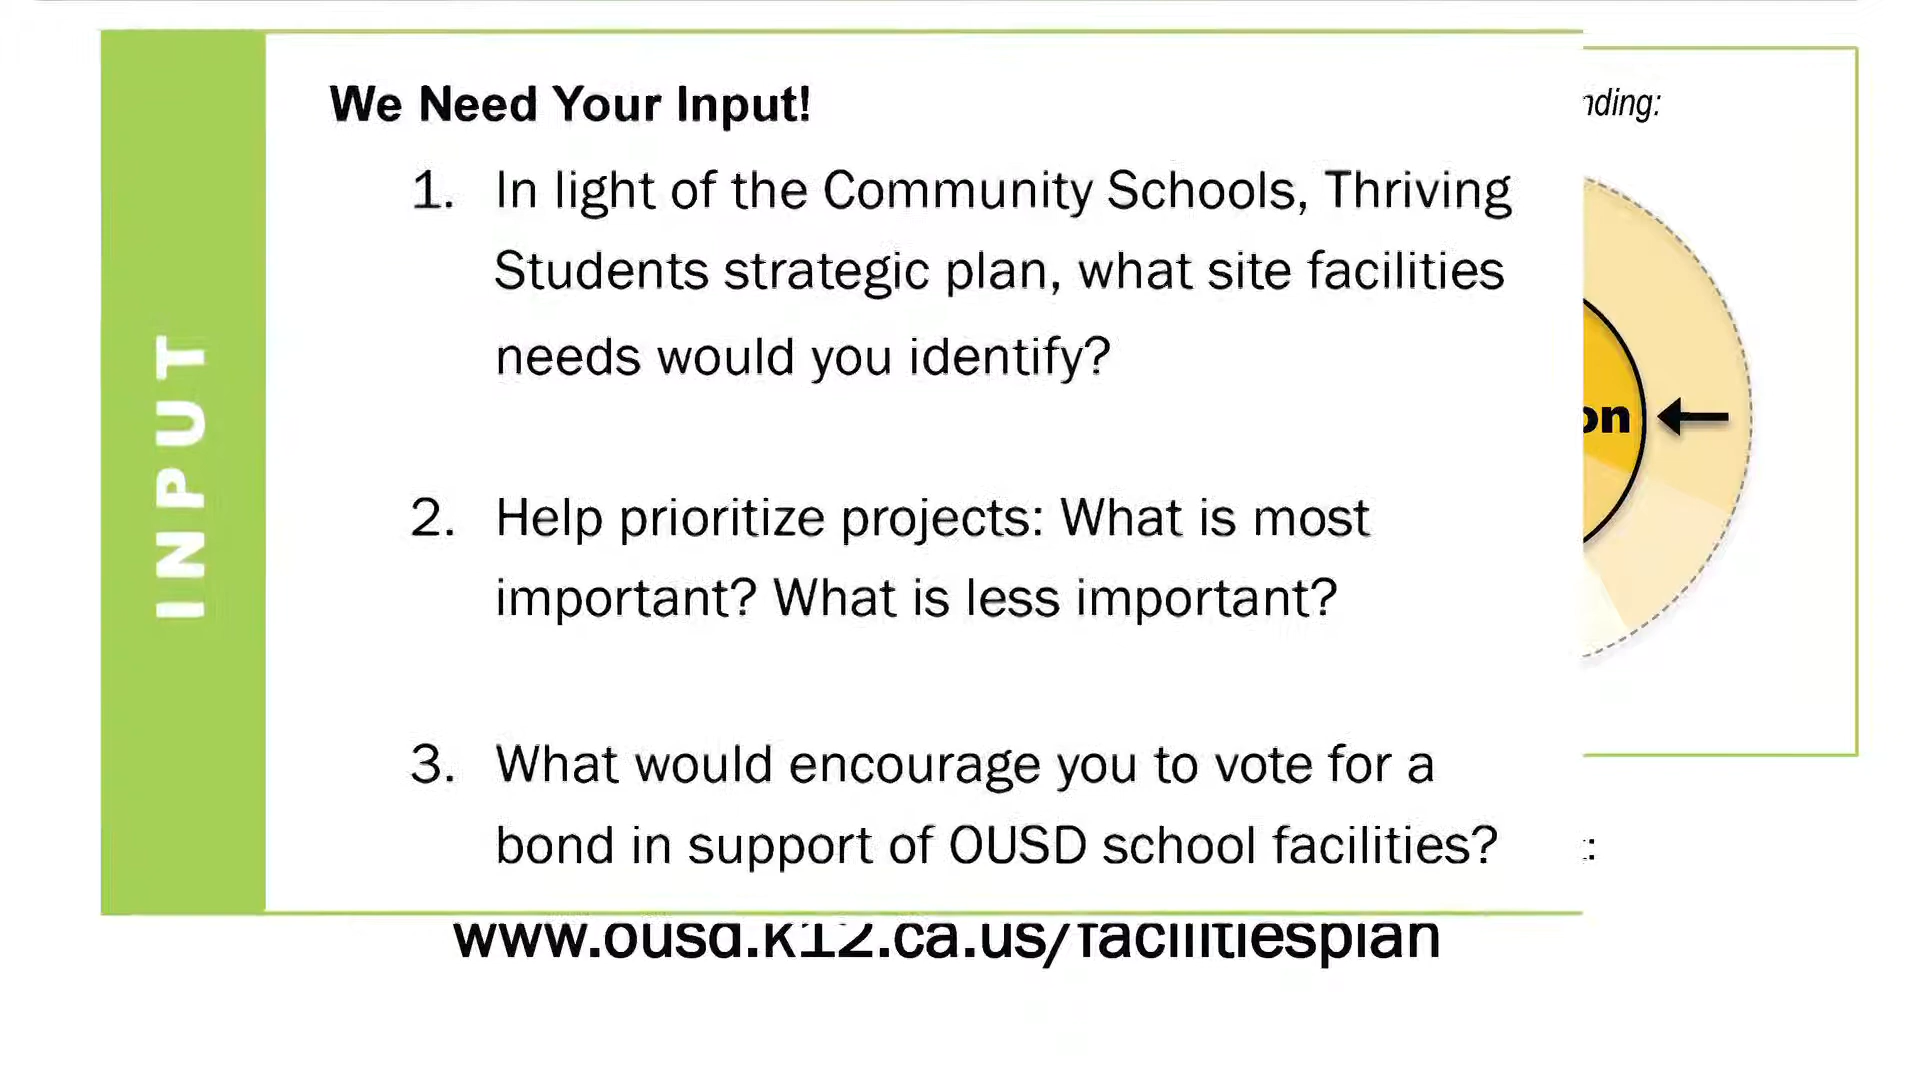 INPUT
We Need Your Input!
1. In light of the Community Schools, Thriving
Students strategic plan, what site facilities
needs would you identify?
2. Help prioritize projects: What is most
important? What is less important?
3. What would encourage you to vote for a
bond in support of OUSD school facilities?
www.ousd.k12.ca.us/facilitiesplan